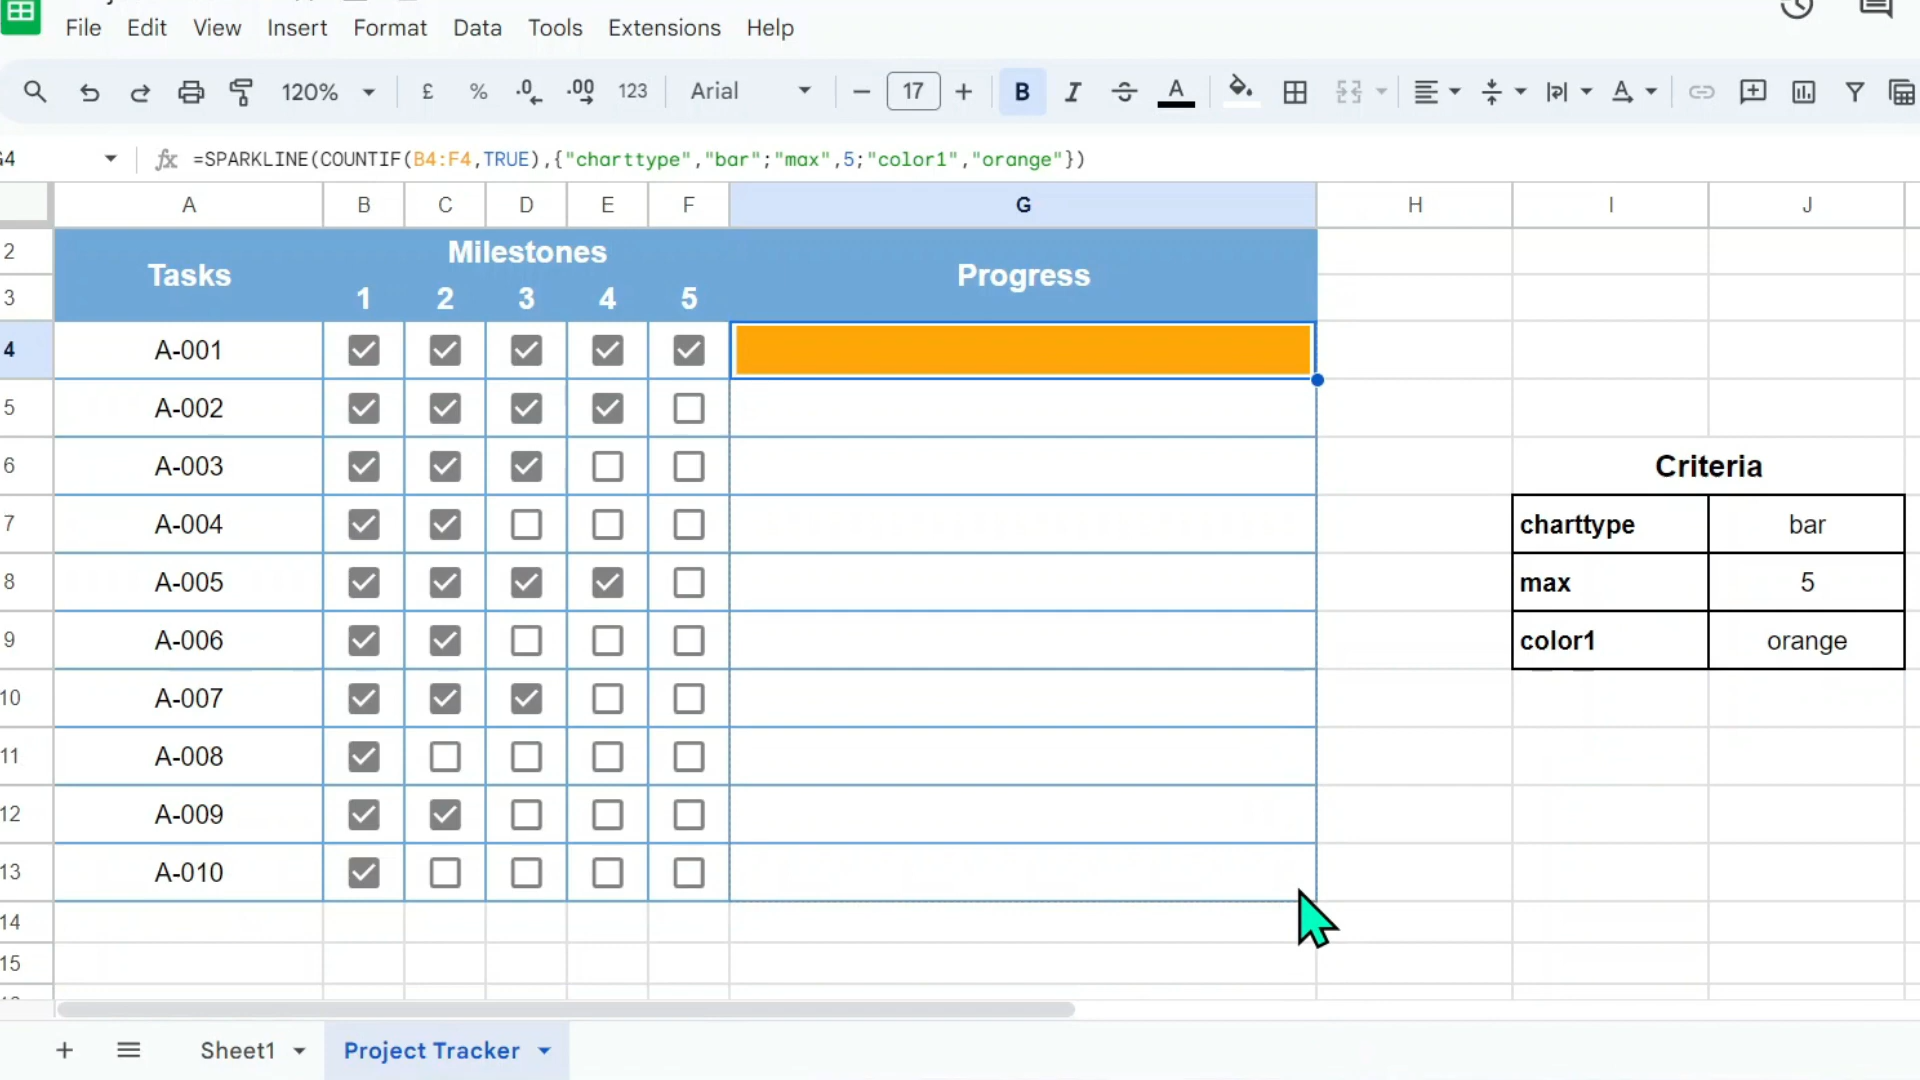 File Edit View Insert Format Data Tools Extensions Help
120% £ % .0 .00 123 Arial 17 B I A
G4 fx =SPARKLINE(COUNTIF(B4:F4,TRUE),{"charttype","bar";"max",5;"color1","orange"})
A B C D E F G H I J
2 Milestones
Tasks Progress
3 1 2 3 4 5
4 A-001
5 A-002
6 A-003 Criteria
7 A-004 charttype bar
8 A-005 max 5
9 A-006 color1 orange
10 A-007
11 A-008
12 A-009
13 A-010
14
15
Sheet1 Project Tracker